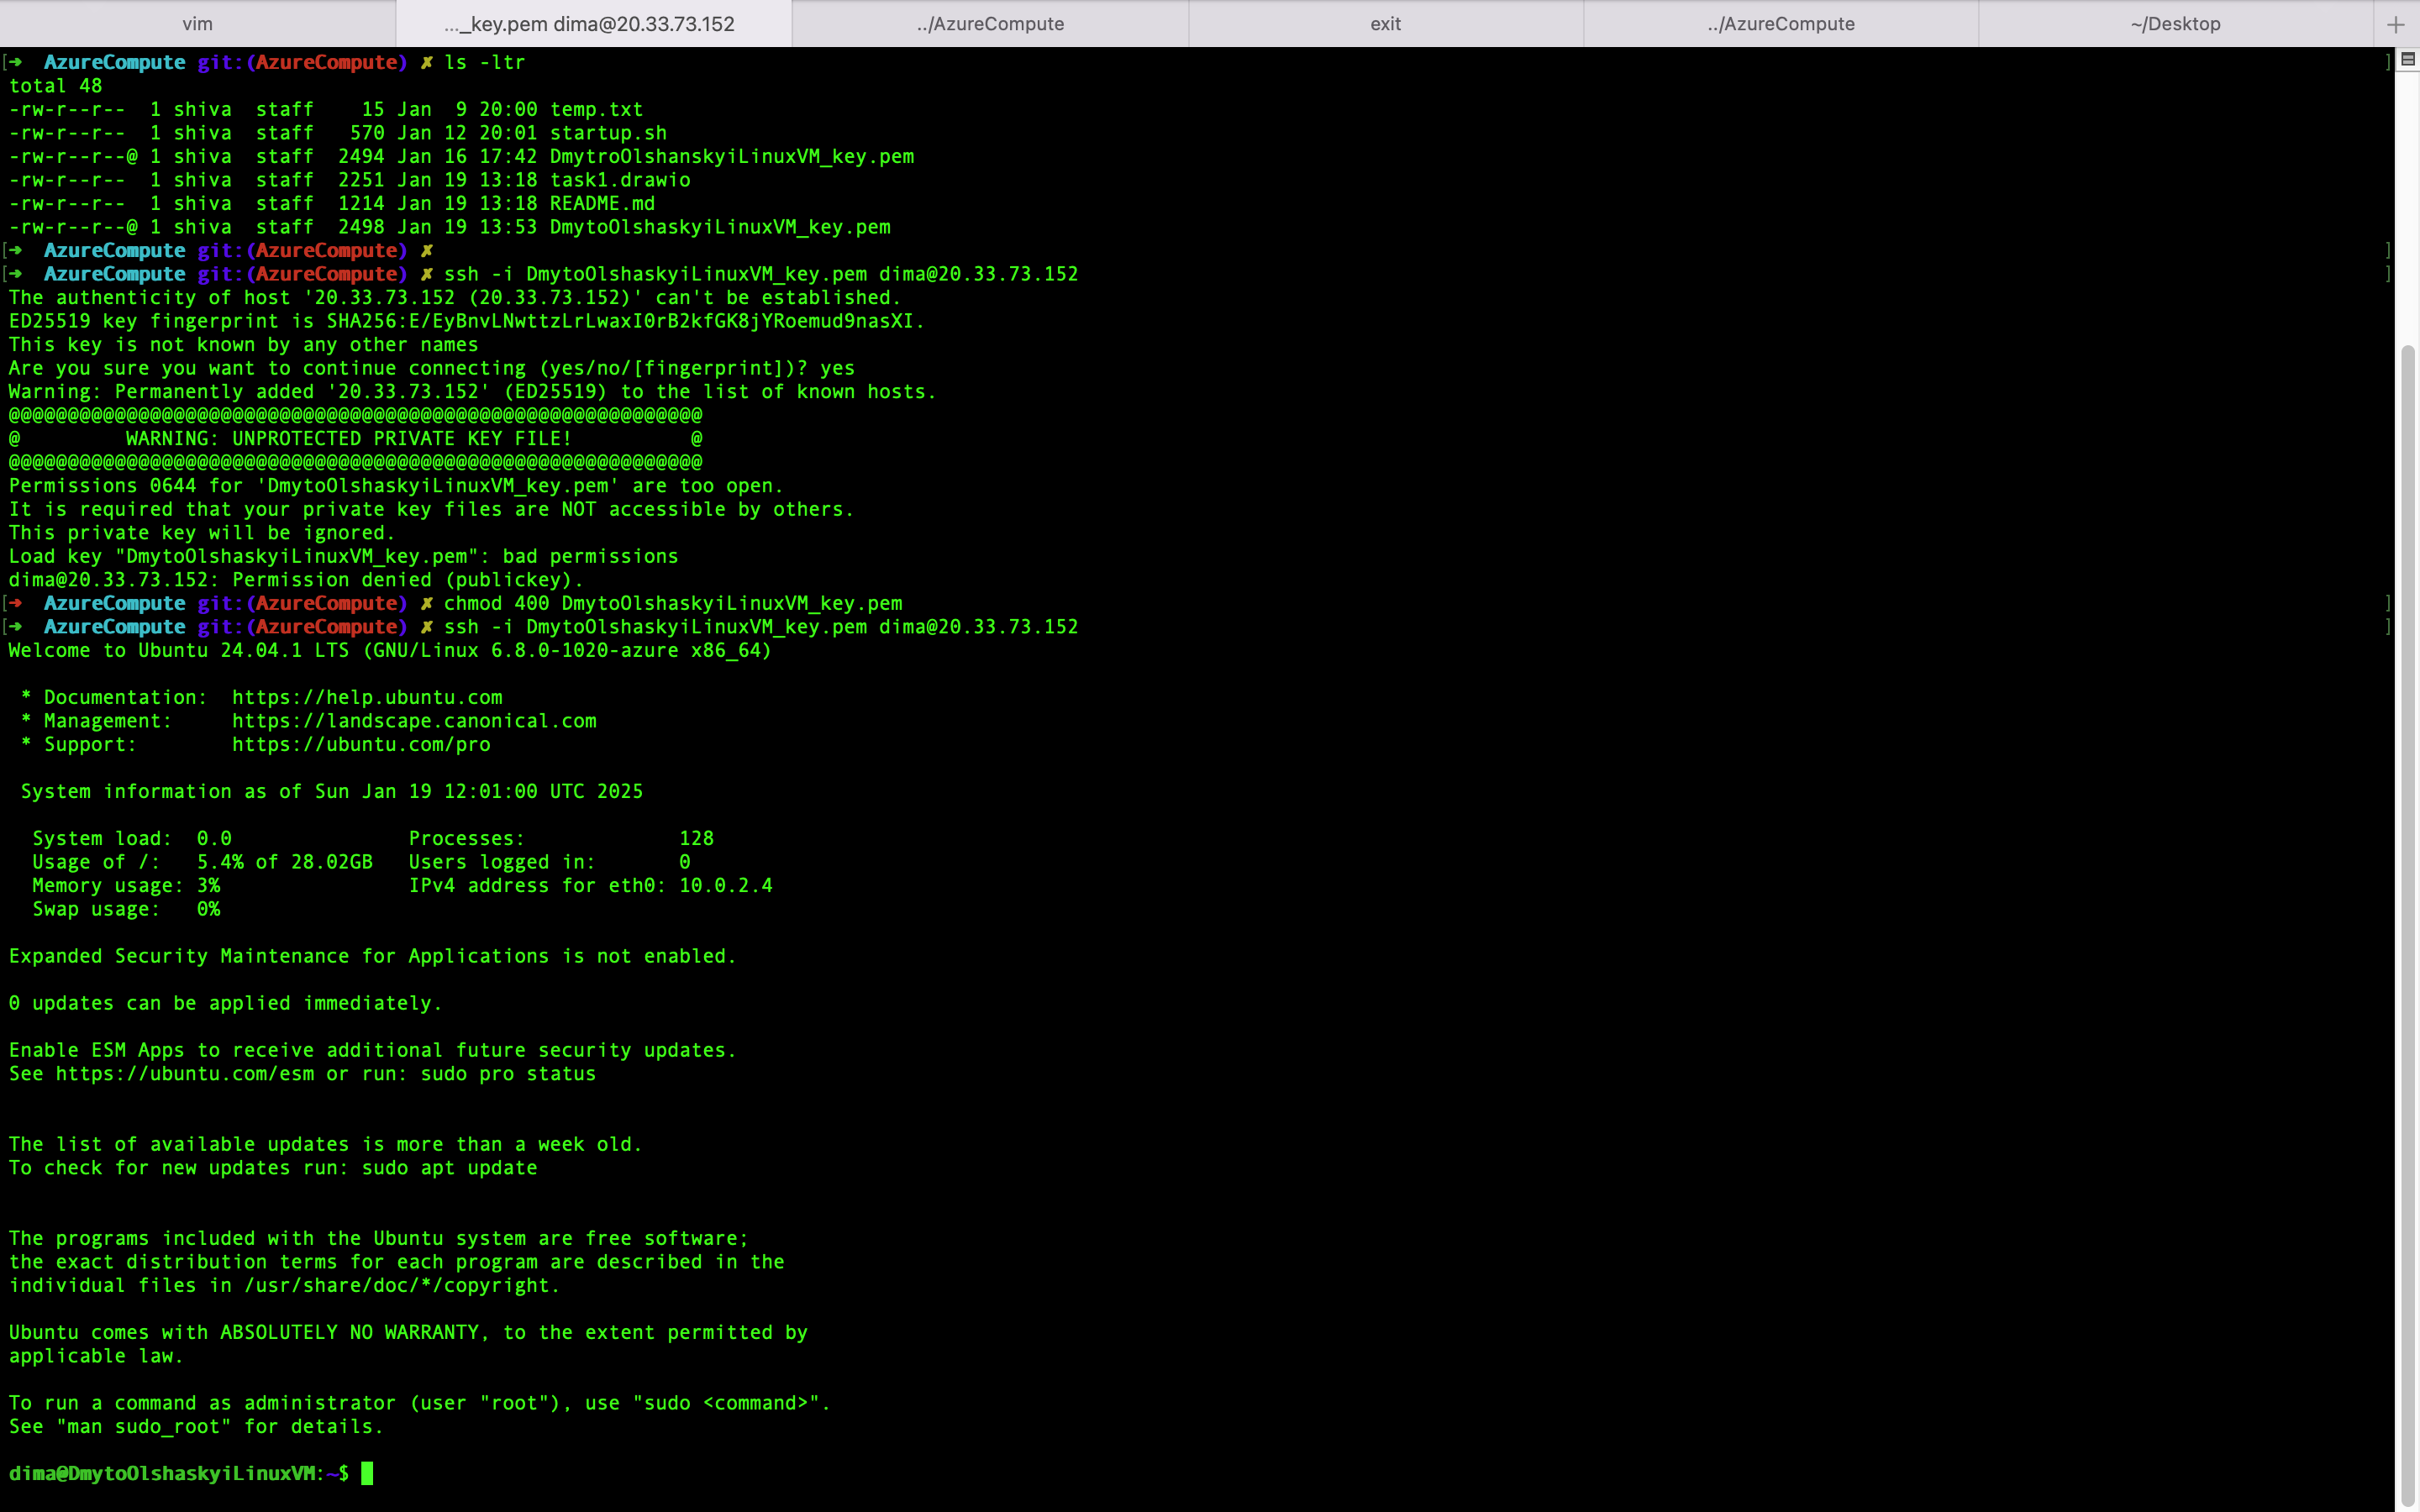 vim
..._key.pem dima@20.33.73.152
../AzureCompute
exit
../AzureCompute
~/Desktop
[➜  AzureCompute git:(AzureCompute) ✗ ls -ltr ]
total 48
-rw-r--r--  1 shiva  staff    15 Jan  9 20:00 temp.txt
-rw-r--r--  1 shiva  staff   570 Jan 12 20:01 startup.sh
-rw-r--r--@ 1 shiva  staff  2494 Jan 16 17:42 DmytroOlshanskyiLinuxVM_key.pem
-rw-r--r--  1 shiva  staff  2251 Jan 19 13:18 task1.drawio
-rw-r--r--  1 shiva  staff  1214 Jan 19 13:18 README.md
-rw-r--r--@ 1 shiva  staff  2498 Jan 19 13:53 DmytoOlshaskyiLinuxVM_key.pem
[➜  AzureCompute git:(AzureCompute) ✗ ]
[➜  AzureCompute git:(AzureCompute) ✗ ssh -i DmytoOlshaskyiLinuxVM_key.pem dima@20.33.73.152 ]
The authenticity of host '20.33.73.152 (20.33.73.152)' can't be established.
ED25519 key fingerprint is SHA256:E/EyBnvLNwttzLrLwaxI0rB2kfGK8jYRoemud9nasXI.
This key is not known by any other names
Are you sure you want to continue connecting (yes/no/[fingerprint])? yes
Warning: Permanently added '20.33.73.152' (ED25519) to the list of known hosts.
@@@@@@@@@@@@@@@@@@@@@@@@@@@@@@@@@@@@@@@@@@@@@@@@@@@@@@@@@@@
@         WARNING: UNPROTECTED PRIVATE KEY FILE!          @
@@@@@@@@@@@@@@@@@@@@@@@@@@@@@@@@@@@@@@@@@@@@@@@@@@@@@@@@@@@
Permissions 0644 for 'DmytoOlshaskyiLinuxVM_key.pem' are too open.
It is required that your private key files are NOT accessible by others.
This private key will be ignored.
Load key "DmytoOlshaskyiLinuxVM_key.pem": bad permissions
dima@20.33.73.152: Permission denied (publickey).
[➜  AzureCompute git:(AzureCompute) ✗ chmod 400 DmytoOlshaskyiLinuxVM_key.pem ]
[➜  AzureCompute git:(AzureCompute) ✗ ssh -i DmytoOlshaskyiLinuxVM_key.pem dima@20.33.73.152 ]
Welcome to Ubuntu 24.04.1 LTS (GNU/Linux 6.8.0-1020-azure x86_64)

 * Documentation:  https://help.ubuntu.com
 * Management:     https://landscape.canonical.com
 * Support:        https://ubuntu.com/pro

 System information as of Sun Jan 19 12:01:00 UTC 2025

  System load:  0.0               Processes:             128
  Usage of /:   5.4% of 28.02GB   Users logged in:       0
  Memory usage: 3%                IPv4 address for eth0: 10.0.2.4
  Swap usage:   0%

Expanded Security Maintenance for Applications is not enabled.

0 updates can be applied immediately.

Enable ESM Apps to receive additional future security updates.
See https://ubuntu.com/esm or run: sudo pro status

The list of available updates is more than a week old.
To check for new updates run: sudo apt update

The programs included with the Ubuntu system are free software;
the exact distribution terms for each program are described in the
individual files in /usr/share/doc/*/copyright.

Ubuntu comes with ABSOLUTELY NO WARRANTY, to the extent permitted by
applicable law.

To run a command as administrator (user "root"), use "sudo <command>".
See "man sudo_root" for details.

dima@DmytoOlshaskyiLinuxVM:~$